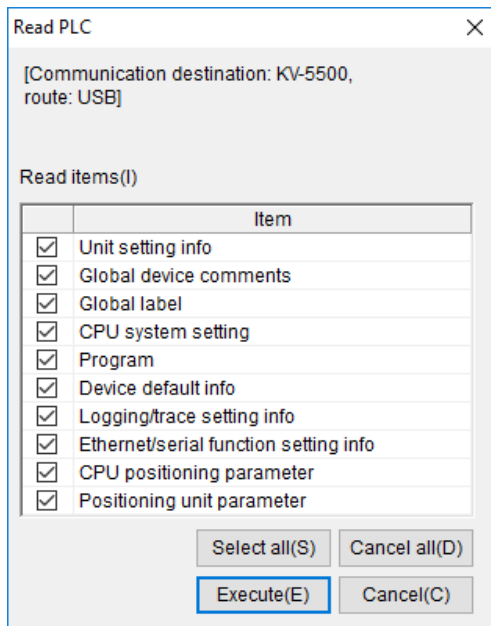 Read PLC
[Communication destination: KV-5500,
route: USB]
Read items(I)
Item
Unit setting info
Global device comments
Global label
CPU system setting
Program
Device default info
Logging/trace setting info
Ethernet/serial function setting info
CPU positioning parameter
Positioning unit parameter
Select all(S) Cancel all(D)
Execute(E) Cancel(C)